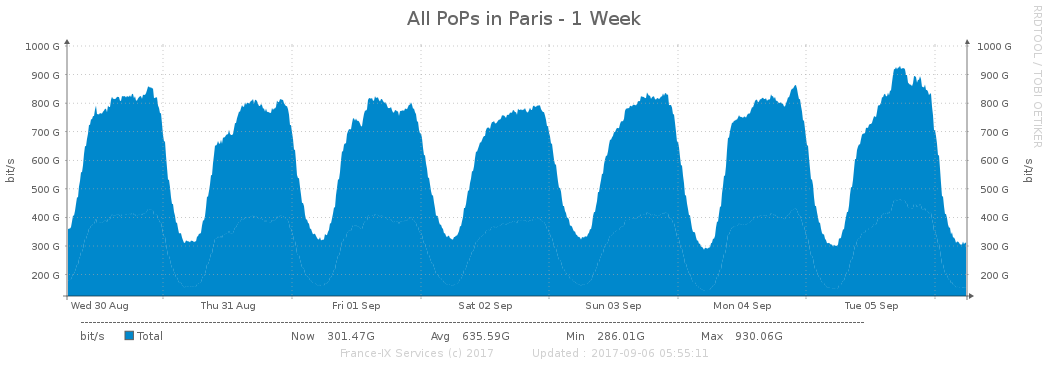 All PoPs in Paris - 1 Week
RRDTOOL / TOBI OETIKER
1000 G 1000 G
900 G 900 G
800 G 800 G
700 G 700 G
600 G 600 G
500 G 500 G
400 G 400 G
300 G 300 G
200 G 200 G
bit/s bit/s
Wed 30 Aug Thu 31 Aug Fri 01 Sep Sat 02 Sep Sun 03 Sep Mon 04 Sep Tue 05 Sep
bit/s Total Now 301.47G Avg 635.59G Min 286.01G Max 930.06G
France-IX Services (c) 2017 Updated : 2017-09-06 05:55:11